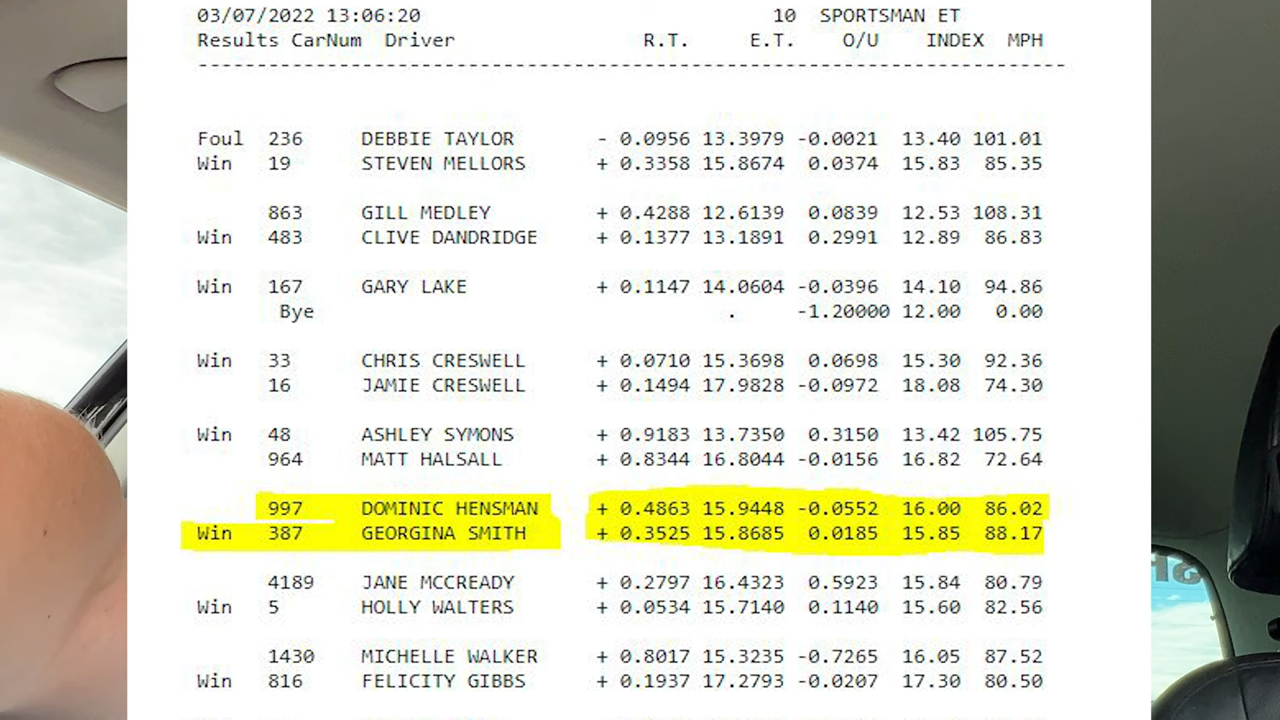 03/07/2022 13:06:20 10 SPORTSMAN ET
Results CarNum Driver R.T. E.T. O/U INDEX MPH
--------------------------------------------------------------------------
Foul 236 DEBBIE TAYLOR - 0.0956 13.3979 -0.0021 13.40 101.01
Win 19 STEVEN MELLORS + 0.3358 15.8674 0.0374 15.83 85.35
863 GILL MEDLEY + 0.4288 12.6139 0.0839 12.53 108.31
Win 483 CLIVE DANDRIDGE + 0.1377 13.1891 0.2991 12.89 86.83
Win 167 GARY LAKE + 0.1147 14.0604 -0.0396 14.10 94.86
Bye . -1.20000 12.00 0.00
Win 33 CHRIS CRESWELL + 0.0710 15.3698 0.0698 15.30 92.36
16 JAMIE CRESWELL + 0.1494 17.9828 -0.0972 18.08 74.30
Win 48 ASHLEY SYMONS + 0.9183 13.7350 0.3150 13.42 105.75
964 MATT HALSALL + 0.8344 16.8044 -0.0156 16.82 72.64
997 DOMINIC HENSMAN + 0.4863 15.9448 -0.0552 16.00 86.02
Win 387 GEORGINA SMITH + 0.3525 15.8685 0.0185 15.85 88.17
4189 JANE MCCREADY + 0.2797 16.4323 0.5923 15.84 80.79
Win 5 HOLLY WALTERS + 0.0534 15.7140 0.1140 15.60 82.56
1430 MICHELLE WALKER + 0.8017 15.3235 -0.7265 16.05 87.52
Win 816 FELICITY GIBBS + 0.1937 17.2793 -0.0207 17.30 80.50